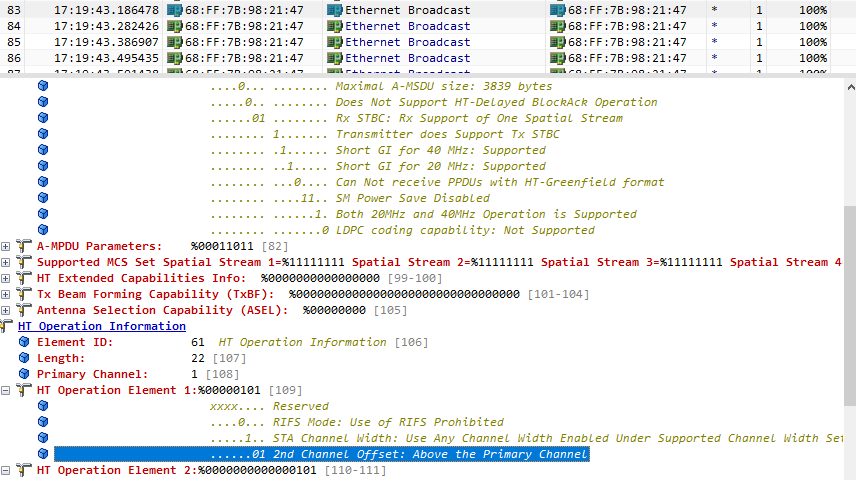 83 17:19:43.186478 68:FF:7B:98:21:47 Ethernet Broadcast 68:FF:7B:98:21:47 * 1 100%
84 17:19:43.282426 68:FF:7B:98:21:47 Ethernet Broadcast 68:FF:7B:98:21:47 * 1 100%
85 17:19:43.386907 68:FF:7B:98:21:47 Ethernet Broadcast 68:FF:7B:98:21:47 * 1 100%
86 17:19:43.495435 68:FF:7B:98:21:47 Ethernet Broadcast 68:FF:7B:98:21:47 * 1 100%
....0... ........ Maximal A-MSDU size: 3839 bytes
.....0.. ........ Does Not Support HT-Delayed BlockAck Operation
......01 ........ Rx STBC: Rx Support of One Spatial Stream
........ 1....... Transmitter does Support Tx STBC
........ .1...... Short GI for 40 MHz: Supported
........ ..1..... Short GI for 20 MHz: Supported
........ ...0.... Can Not receive PPDUs with HT-Greenfield format
........ ....11.. SM Power Save Disabled
........ ......1. Both 20MHz and 40MHz Operation is Supported
........ .......0 LDPC coding capability: Not Supported
A-MPDU Parameters: %00011011 [82]
Supported MCS Set Spatial Stream 1=%11111111 Spatial Stream 2=%11111111 Spatial Stream 3=%11111111 Spatial Stream 4
HT Extended Capabilities Info: %0000000000000000 [99-100]
Tx Beam Forming Capability (TxBF): %00000000000000000000000000000000 [101-104]
Antenna Selection Capability (ASEL): %00000000 [105]
HT Operation Information
Element ID: 61 HT Operation Information [106]
Length: 22 [107]
Primary Channel: 1 [108]
HT Operation Element 1:%00000101 [109]
xxxx.... Reserved
....0... RIFS Mode: Use of RIFS Prohibited
.....1.. STA Channel Width: Use Any Channel Width Enabled Under Supported Channel Width Set
......01 2nd Channel Offset: Above the Primary Channel
HT Operation Element 2:%0000000000000101 [110-111]